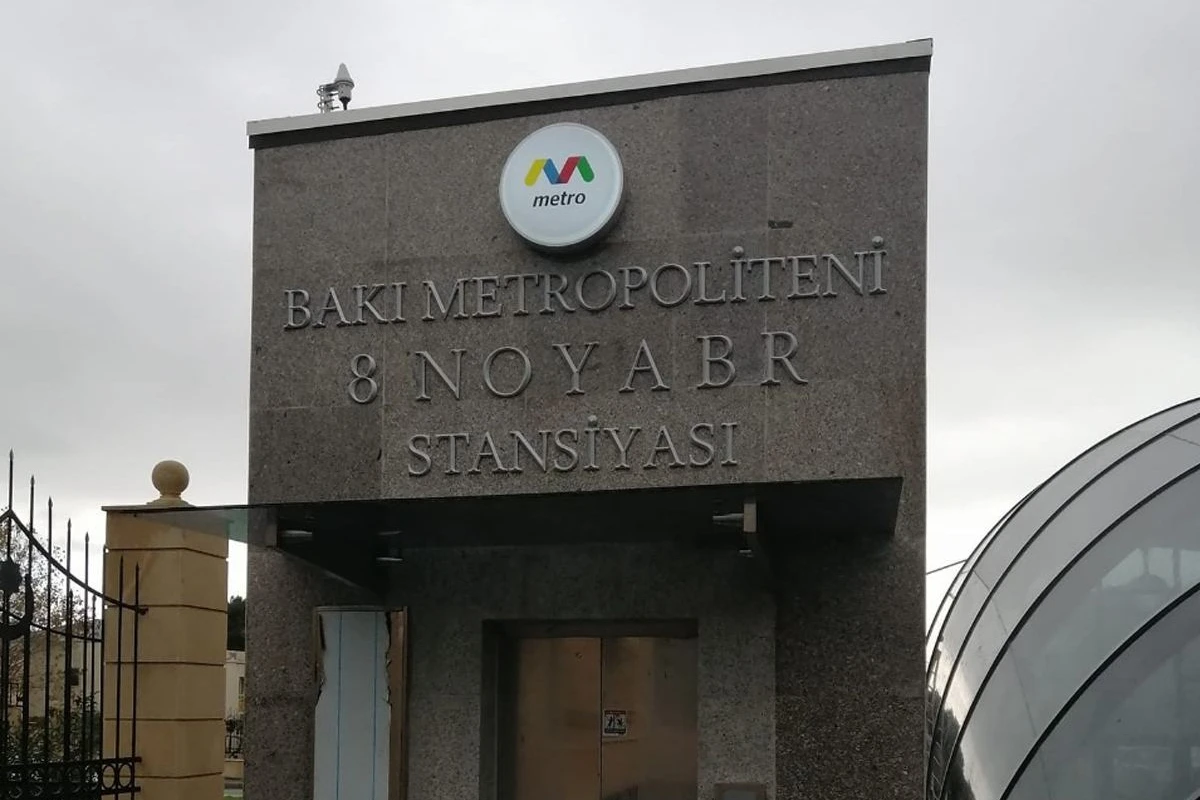 metro
BAKI METROPOLİTENİ
8 NOYABR
STANSİYASI